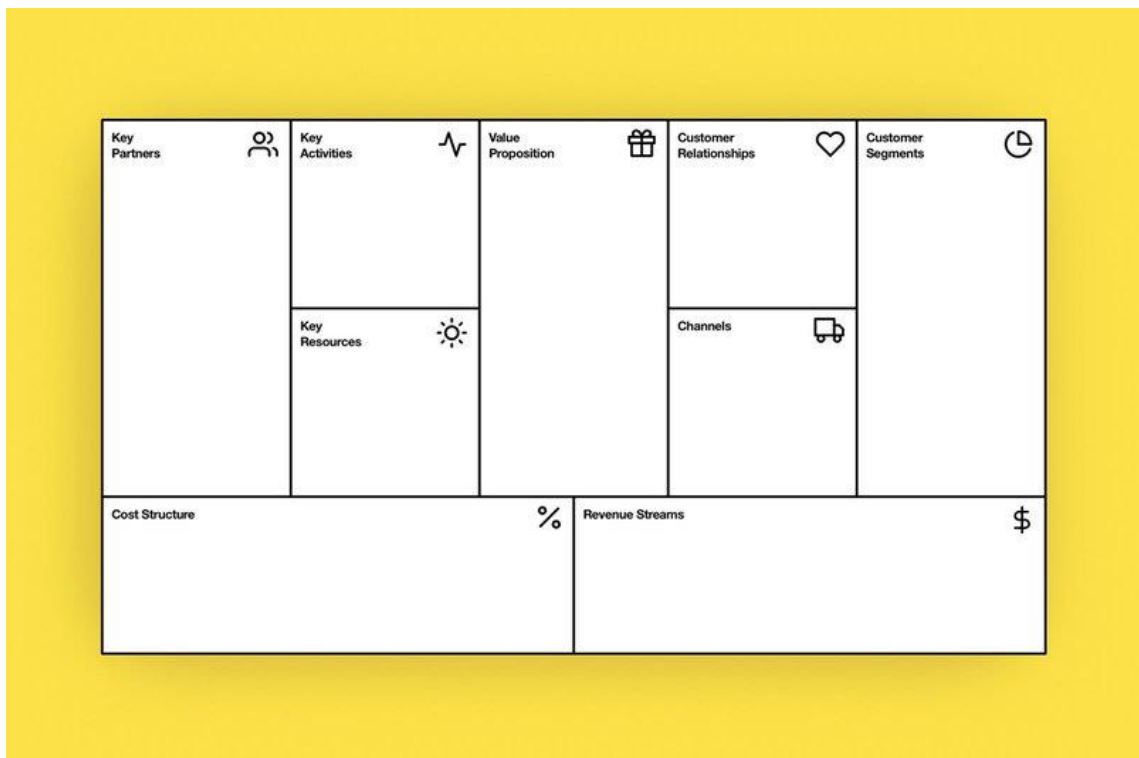 Key
Partners
Key
Activities
Value
Proposition
Customer
Relationships
Customer
Segments
Key
Resources
Channels
Cost Structure
%
Revenue Streams
$